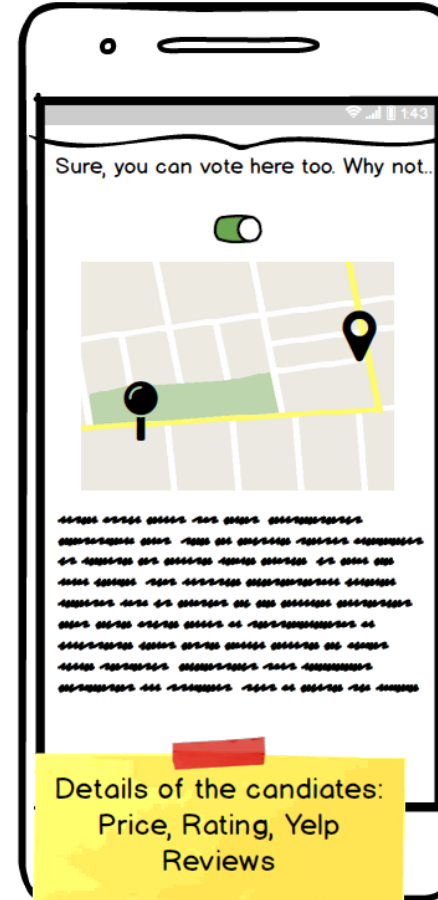 1:43
Sure, you can vote here too. Why not..
Details of the candiates:
Price, Rating, Yelp
Reviews